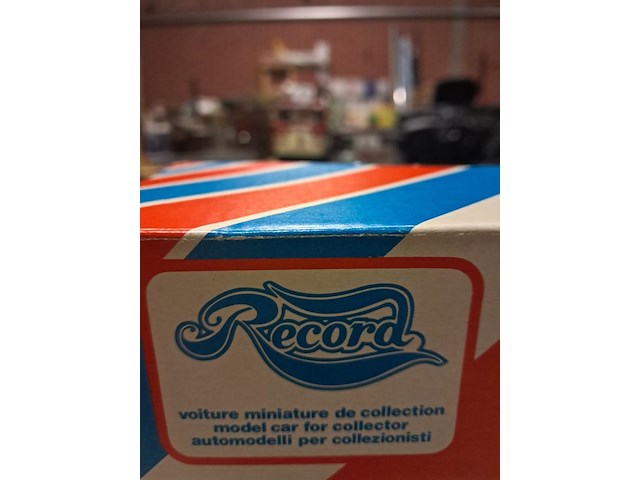 Record
voiture miniature de collection
model car for collector
automodelli per collezionisti